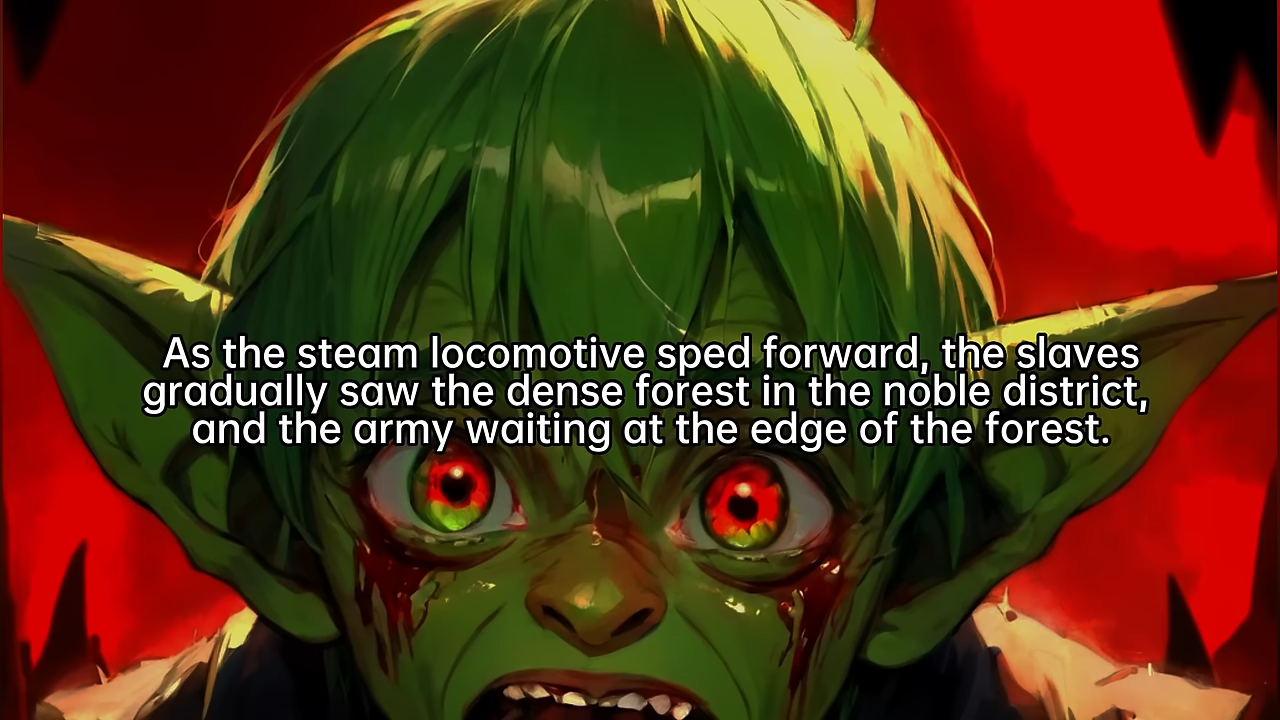 As the steam locomotive sped forward, the slaves
gradually saw the dense forest in the noble district,
and the army waiting at the edge of the forest.